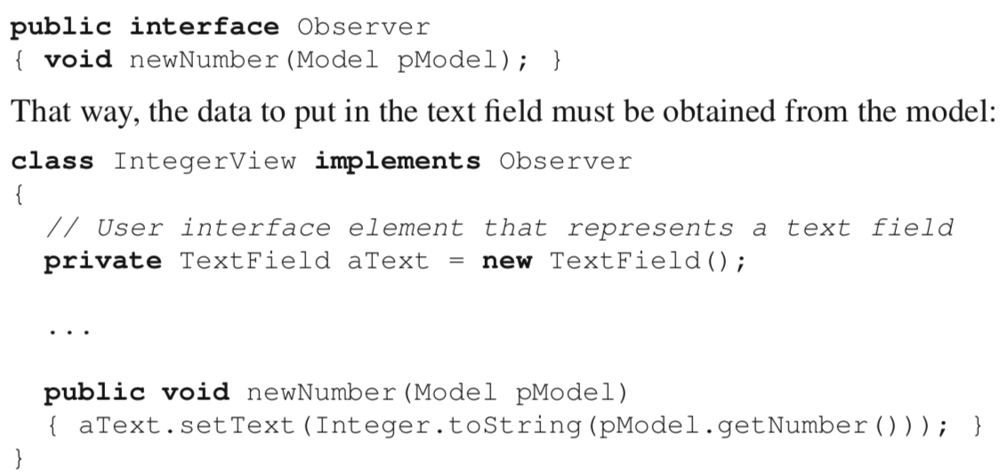 public interface Observer
{ void newNumber(Model pModel); }
That way, the data to put in the text field must be obtained from the model:
class IntegerView implements Observer
{
// User interface element that represents a text field
private TextField aText = new TextField();
...
public void newNumber(Model pModel)
{ aText.setText(Integer.toString(pModel.getNumber())); }
}